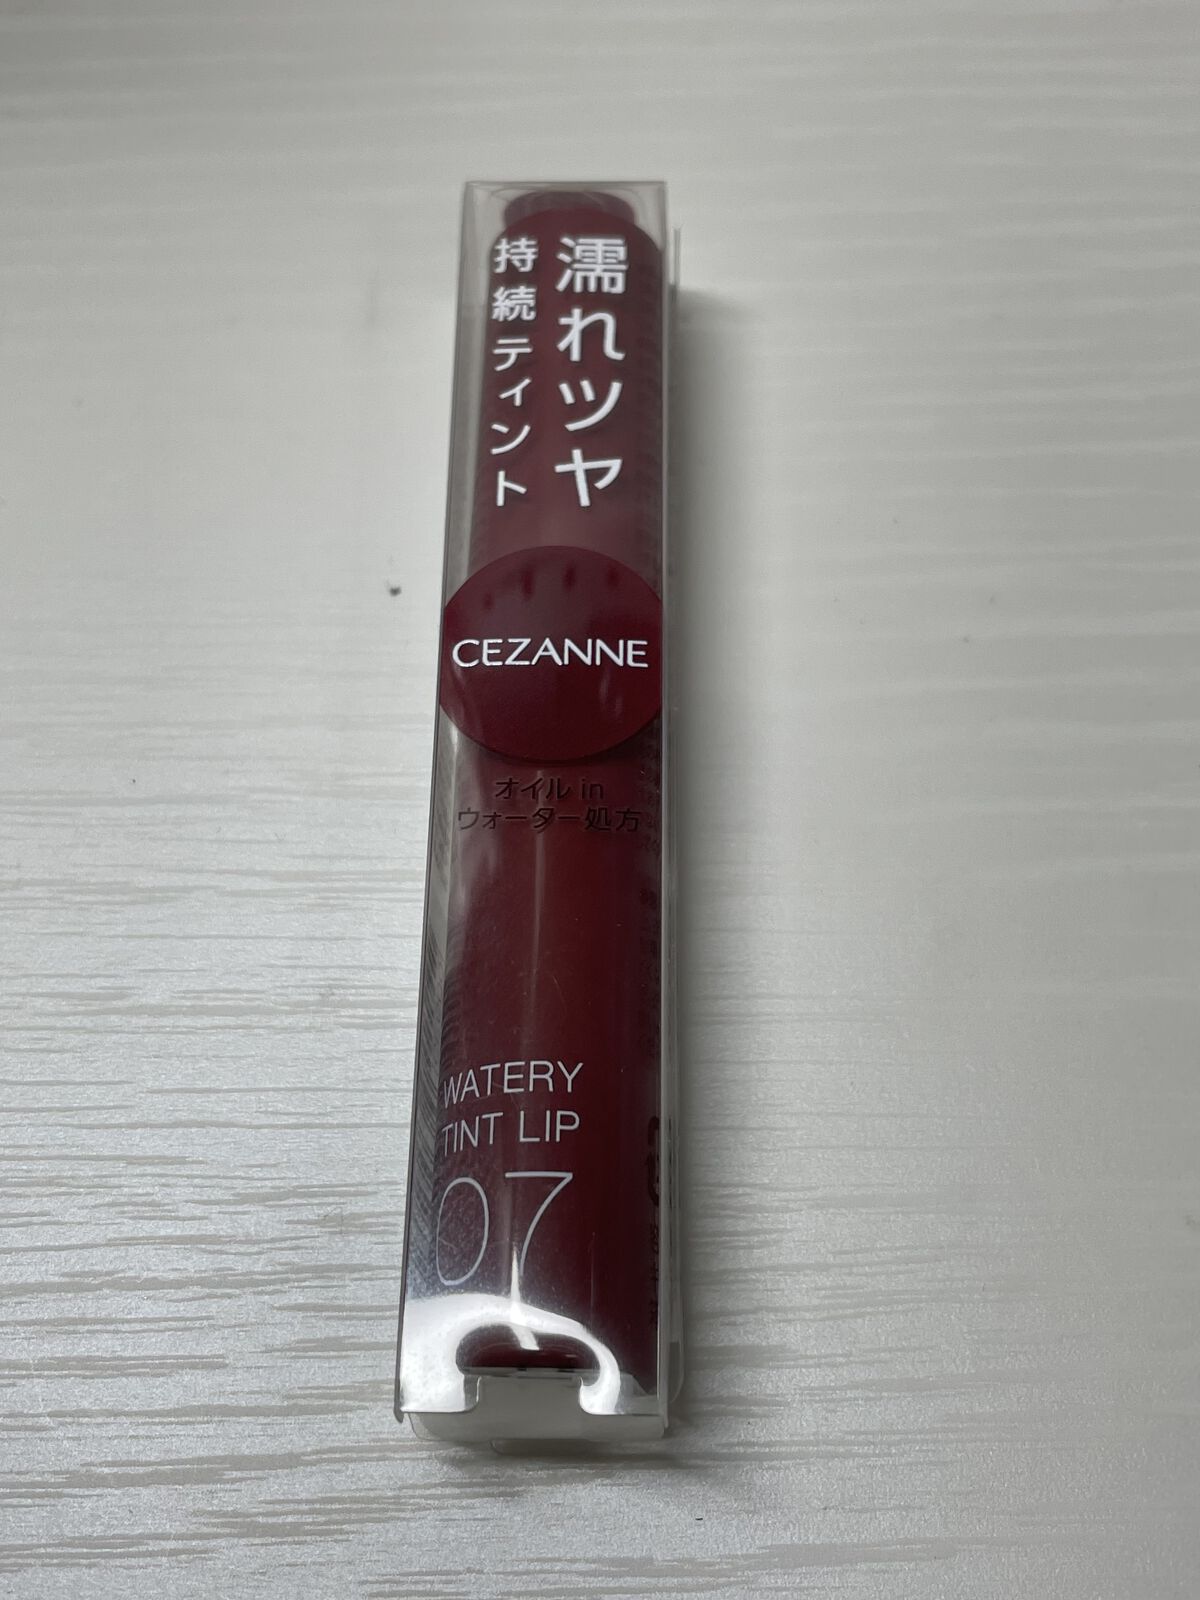 濡れツヤ
持続ティント
CEZANNE
オイル in
ウォーター処方
WATERY
TINT LIP
07